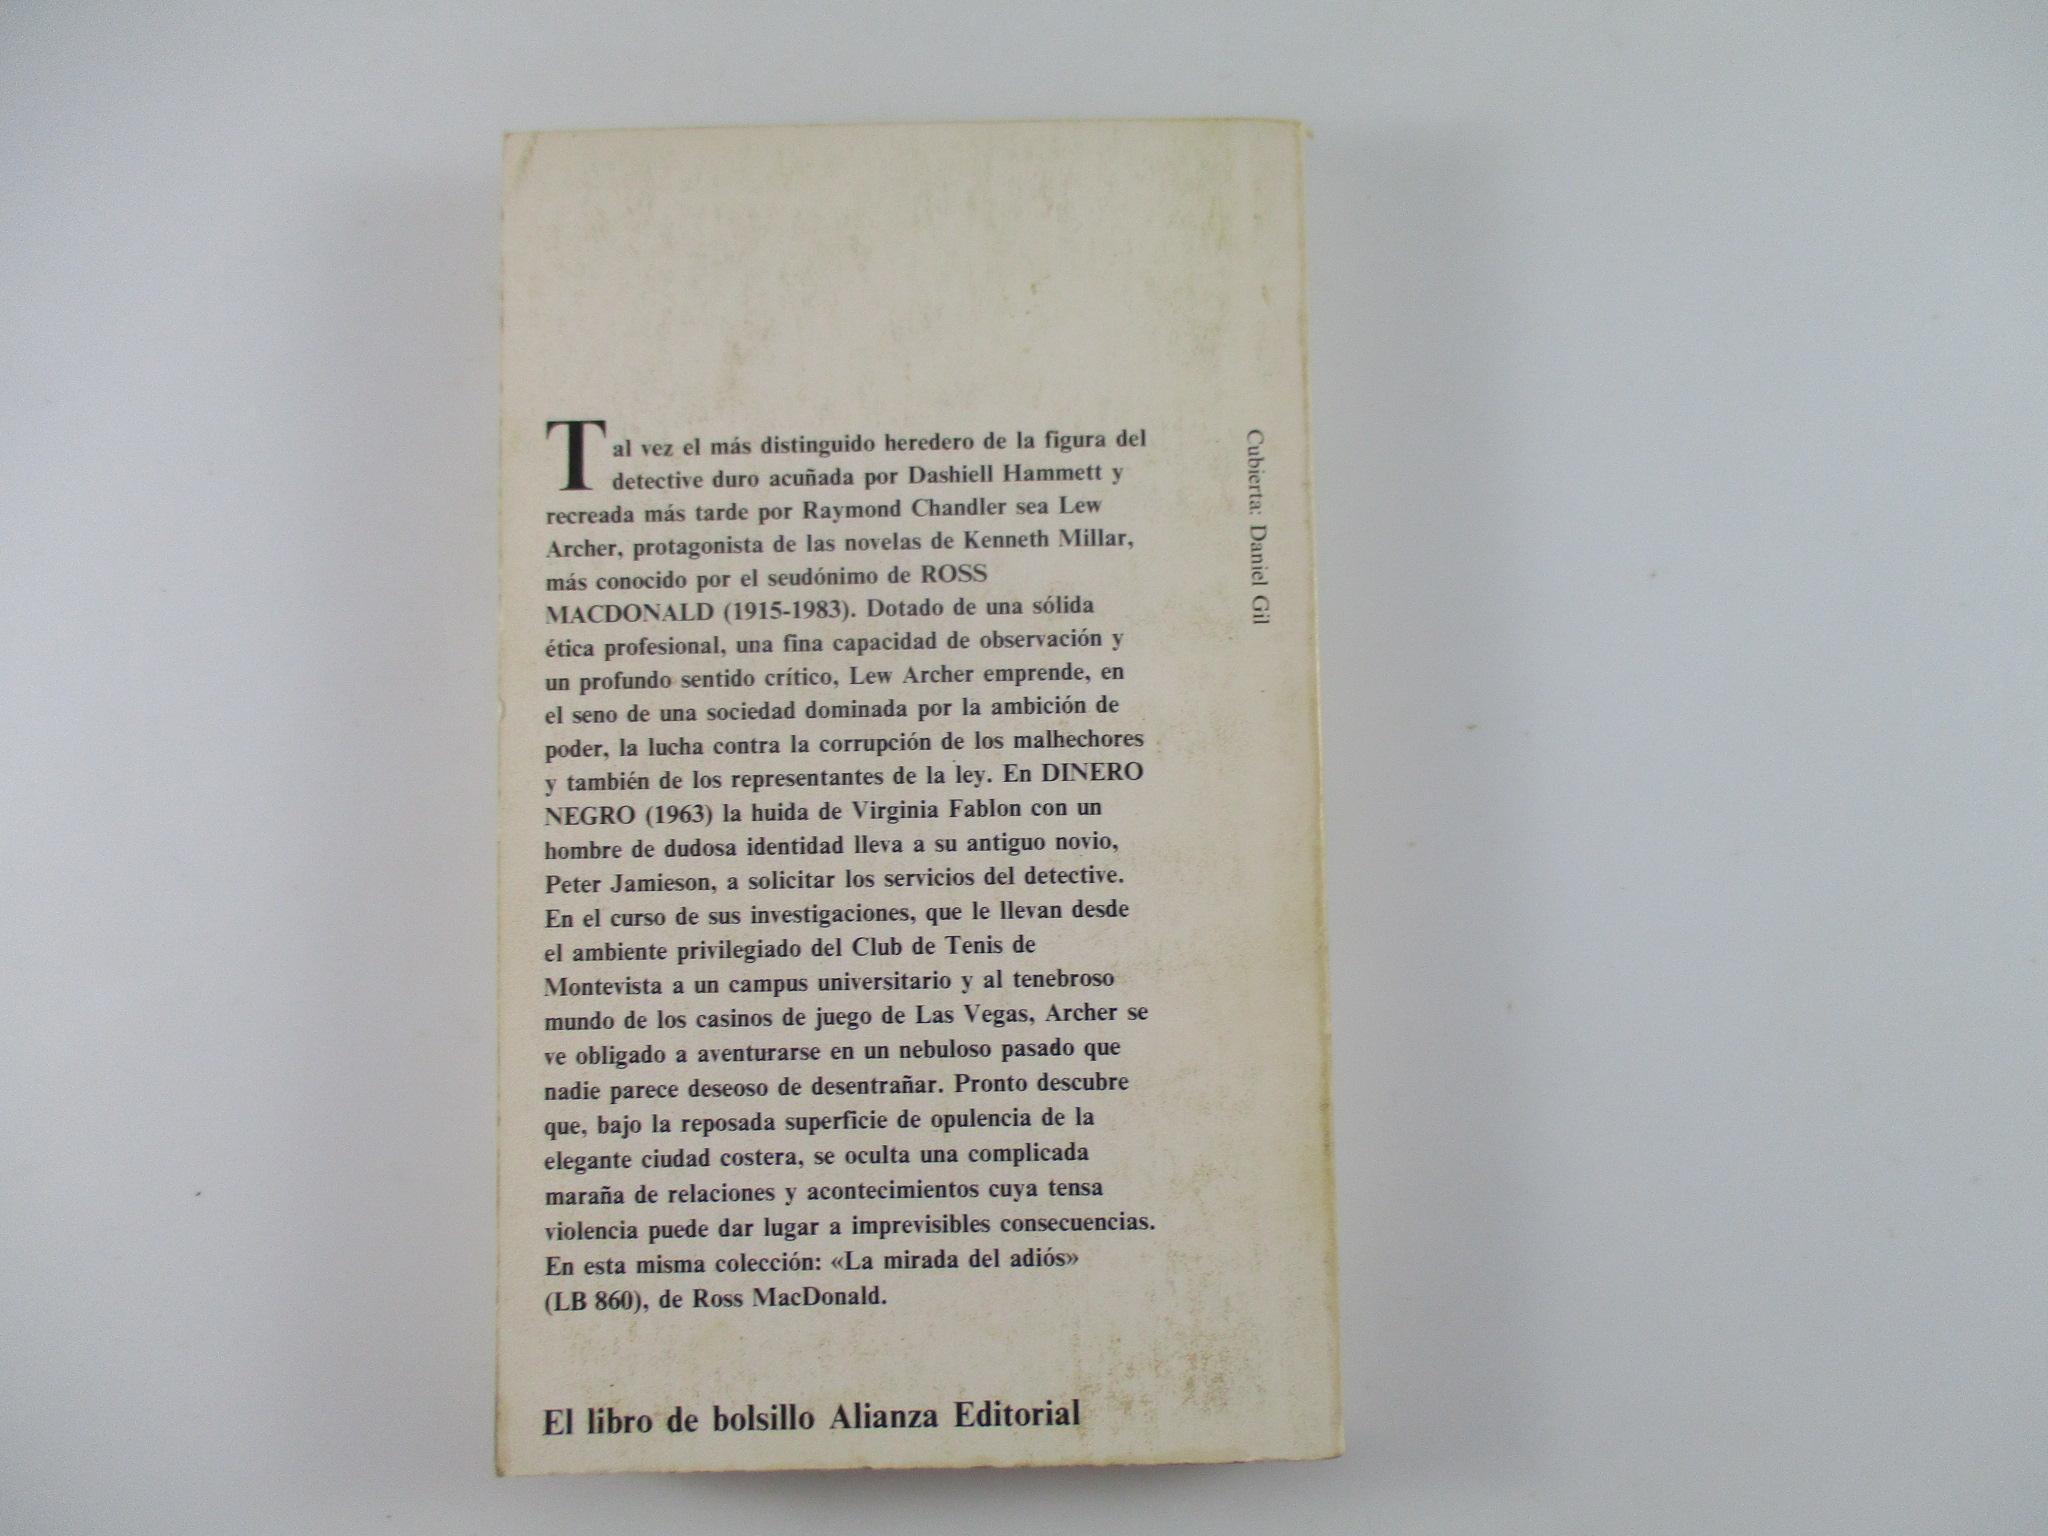 Tal vez el más distinguido heredero de la figura del
detective duro acuñada por Dashiell Hammett y
recreada más tarde por Raymond Chandler sea Lew
Archer, protagonista de las novelas de Kenneth Millar,
más conocido por el seudónimo de ROSS
MACDONALD (1915-1983). Dotado de una sólida
ética profesional, una fina capacidad de observación y
un profundo sentido crítico, Lew Archer emprende, en
el seno de una sociedad dominada por la ambición de
poder, la lucha contra la corrupción de los malhechores
y también de los representantes de la ley. En DINERO
NEGRO (1963) la huida de Virginia Fablon con un
hombre de dudosa identidad lleva a su antiguo novio,
Peter Jamieson, a solicitar los servicios del detective.
En el curso de sus investigaciones, que le llevan desde
el ambiente privilegiado del Club de Tenis de
Montevista a un campus universitario y al tenebroso
mundo de los casinos de juego de Las Vegas, Archer se
ve obligado a aventurarse en un nebuloso pasado que
nadie parece deseoso de desentrañar. Pronto descubre
que, bajo la reposada superficie de opulencia de la
elegante ciudad costera, se oculta una complicada
maraña de relaciones y acontecimientos cuya tensa
violencia puede dar lugar a imprevisibles consecuencias.
En esta misma colección: «La mirada del adiós»
(LB 860), de Ross MacDonald.
El libro de bolsillo Alianza Editorial
Cubierta: Daniel Gil